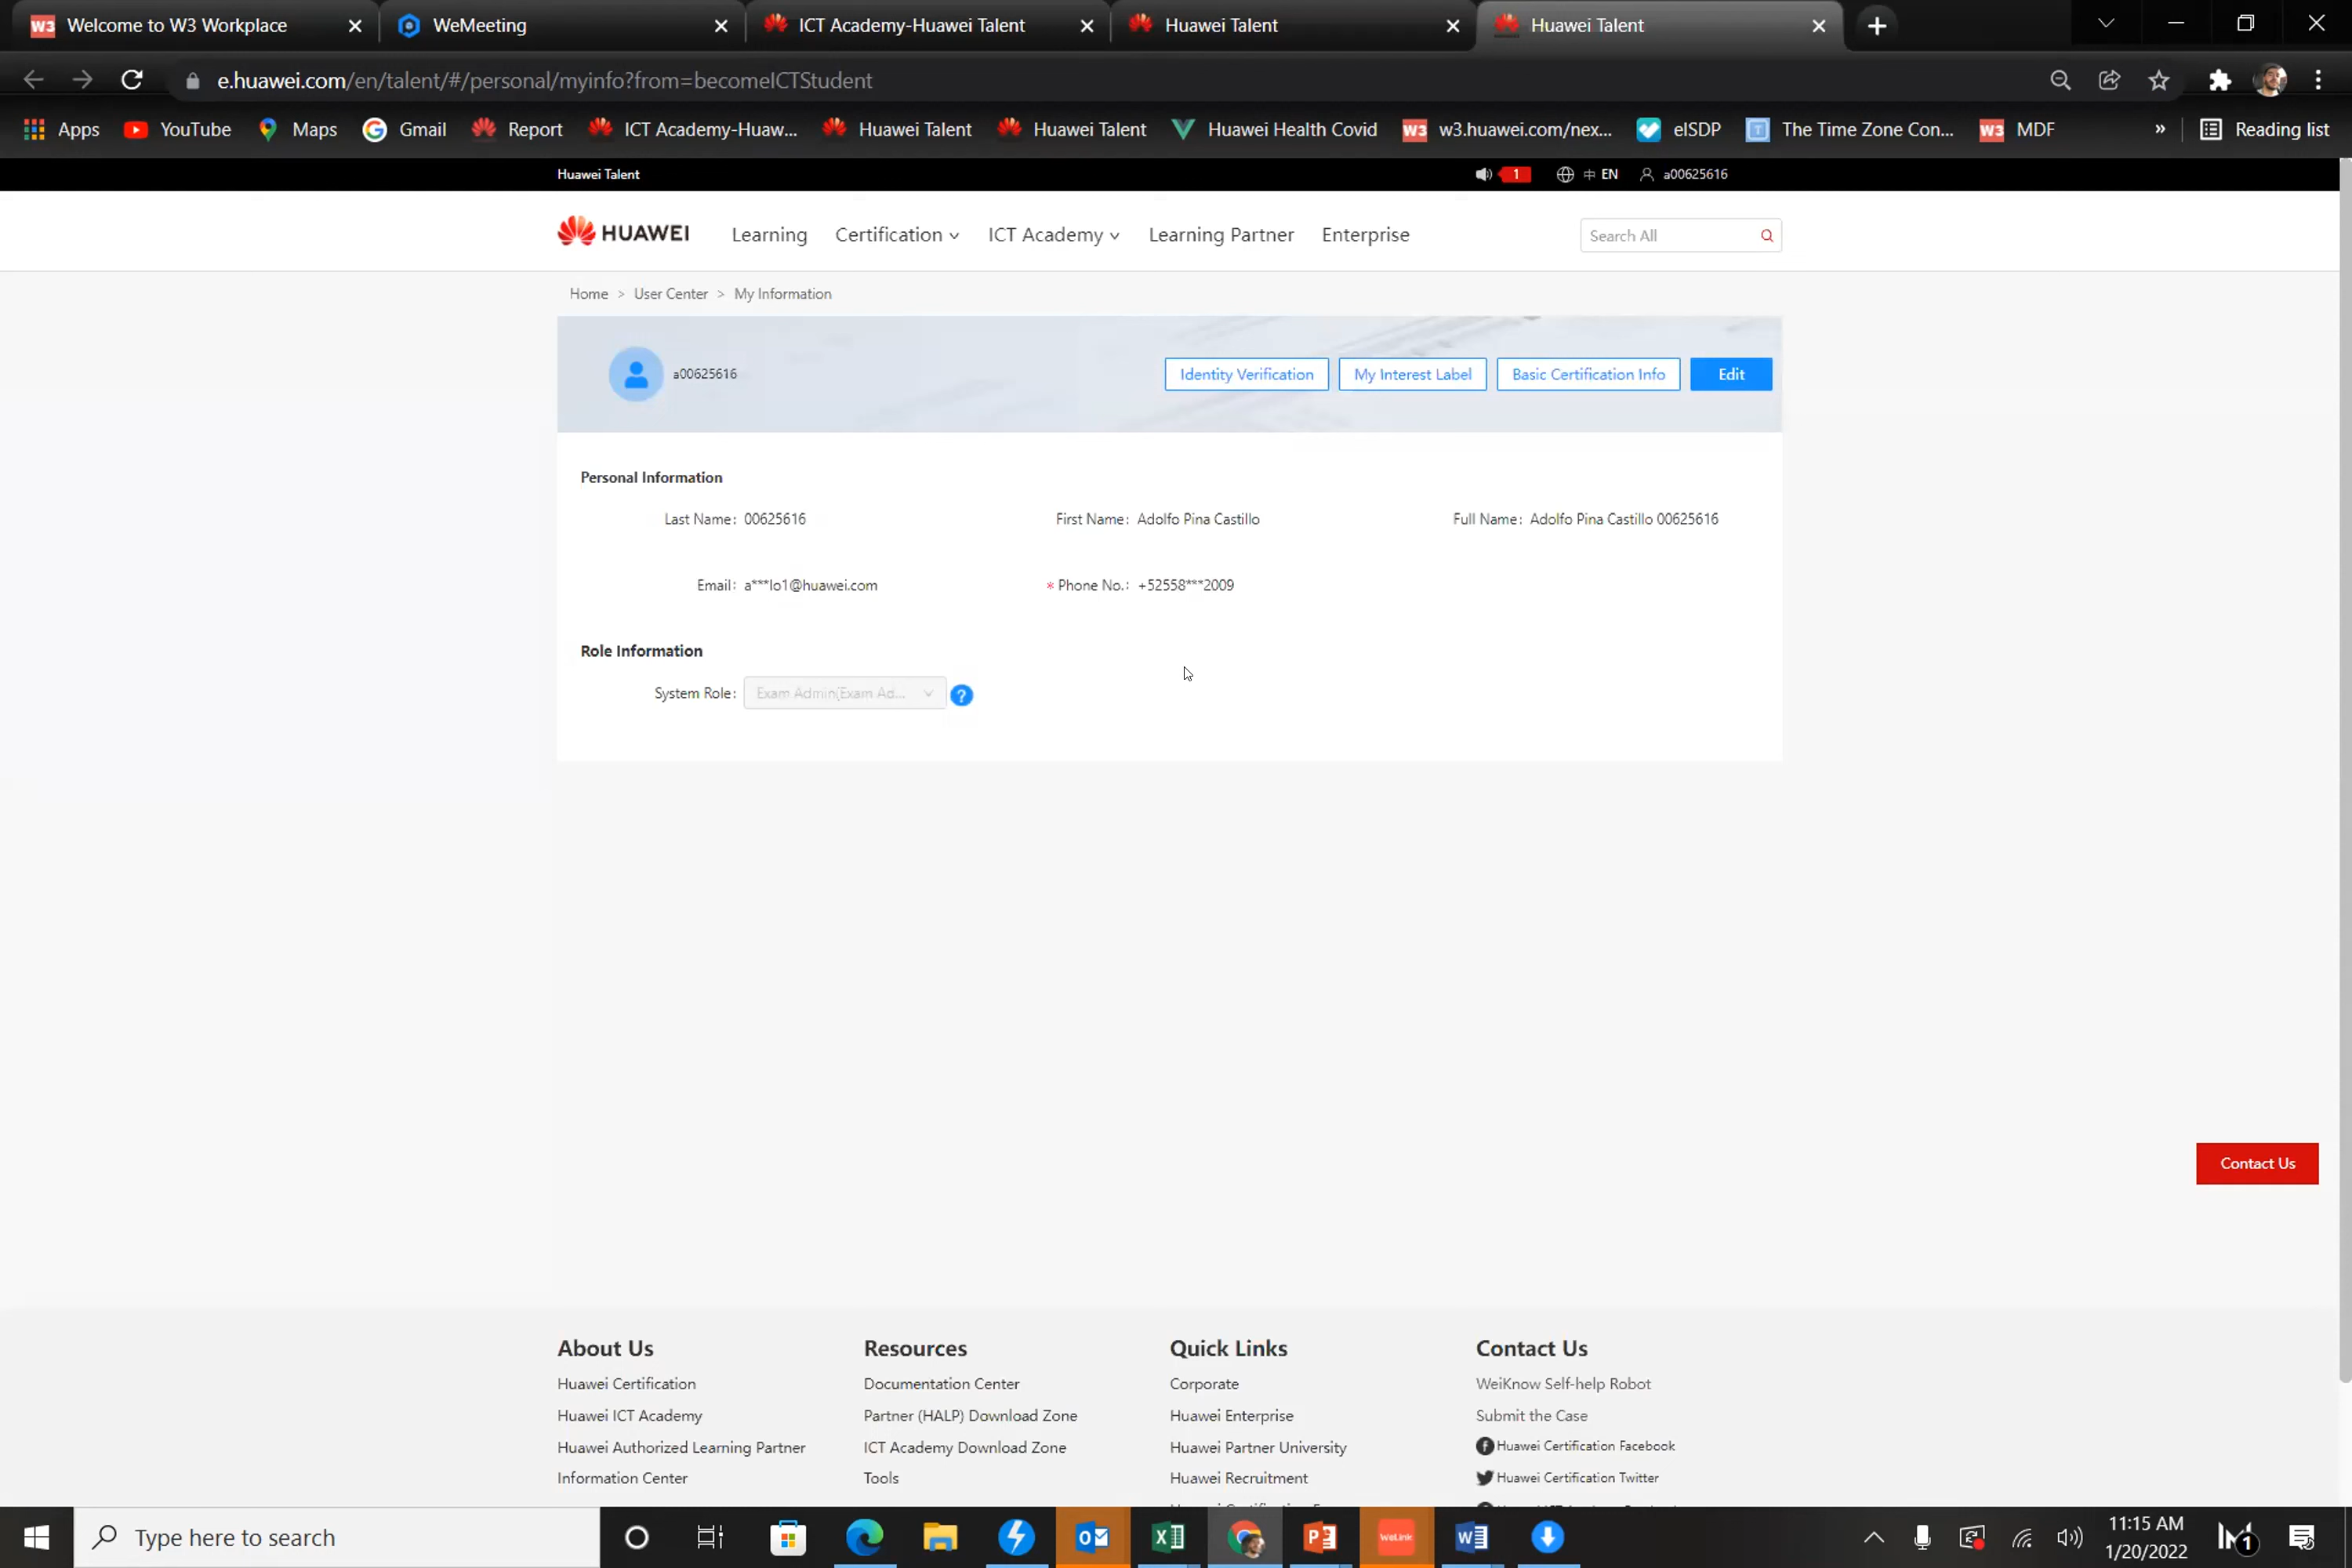 Welcome to W3 Workplace
WeMeeting
ICT Academy-Huawei Talent
Huawei Talent
Huawei Talent
e.huawei.com/en/talent/#/personal/myinfo?from=becomeICTStudent
Apps YouTube Maps Gmail Report ICT Academy-Huaw... Huawei Talent Huawei Talent Huawei Health Covid w3.huawei.com/nex... eISDP The Time Zone Con... MDF » Reading list
Huawei Talent 1 中 EN a00625616
HUAWEI Learning Certification ICT Academy Learning Partner Enterprise Search All
Home > User Center > My Information
a00625616 Identity Verification My Interest Label Basic Certification Info Edit
Personal Information
Last Name: 00625616 First Name: Adolfo Pina Castillo Full Name: Adolfo Pina Castillo 00625616
Email: a***lo1@huawei.com * Phone No.: +52558***2009
Role Information
System Role: Exam Admin(Exam Ad... ?
Contact Us
About Us Resources Quick Links Contact Us
Huawei Certification Documentation Center Corporate WeiKnow Self-help Robot
Huawei ICT Academy Partner (HALP) Download Zone Huawei Enterprise Submit the Case
Huawei Authorized Learning Partner ICT Academy Download Zone Huawei Partner University Huawei Certification Facebook
Information Center Tools Huawei Recruitment Huawei Certification Twitter
Type here to search WeLink 11:15 AM
1/20/2022 1